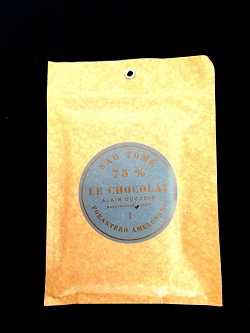 SAO TOMÉ
75 %
LE CHOCOLAT
ALAIN DUCASSE
1
FORASTERO AMELONADO